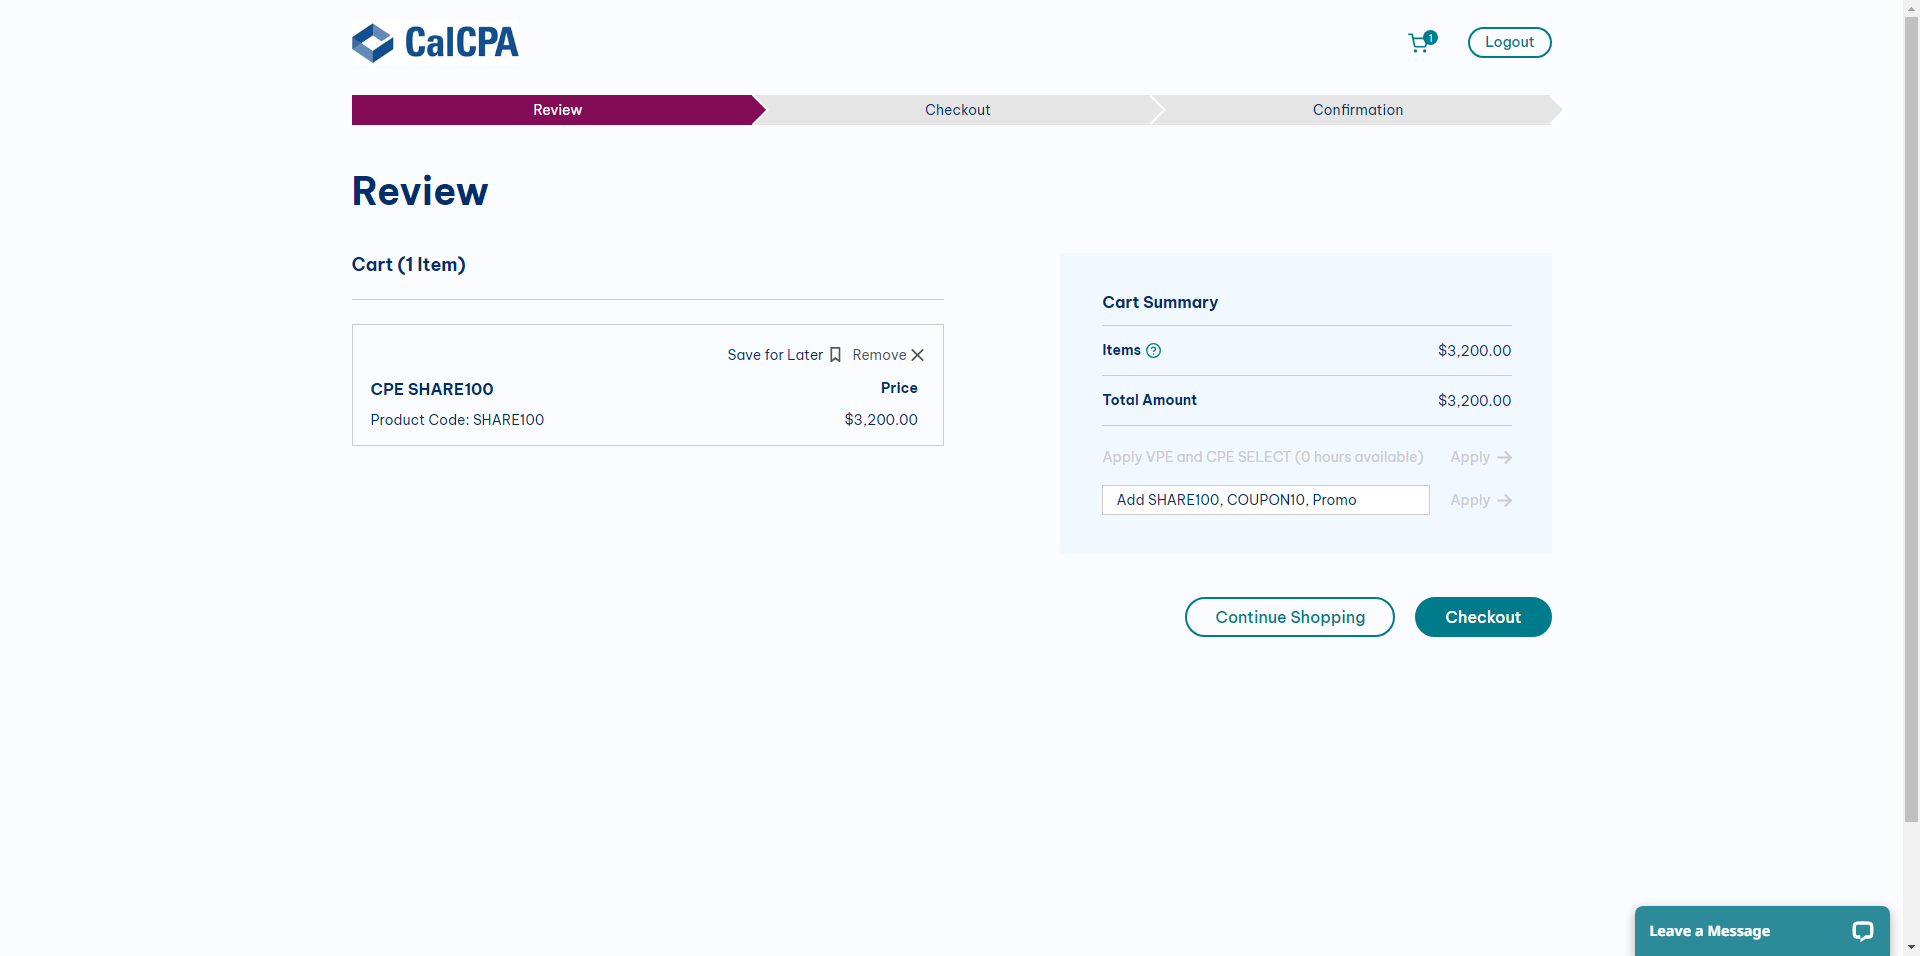 CalCPA
1
Logout
Review
Checkout
Confirmation
Review
Cart (1 Item)
Save for Later
Remove
CPE SHARE100
Price
Product Code: SHARE100
$3,200.00
Cart Summary
Items ?
$3,200.00
Total Amount
$3,200.00
Apply VPE and CPE SELECT (0 hours available)
Apply
Add SHARE100, COUPON10, Promo
Apply
Continue Shopping
Checkout
Leave a Message